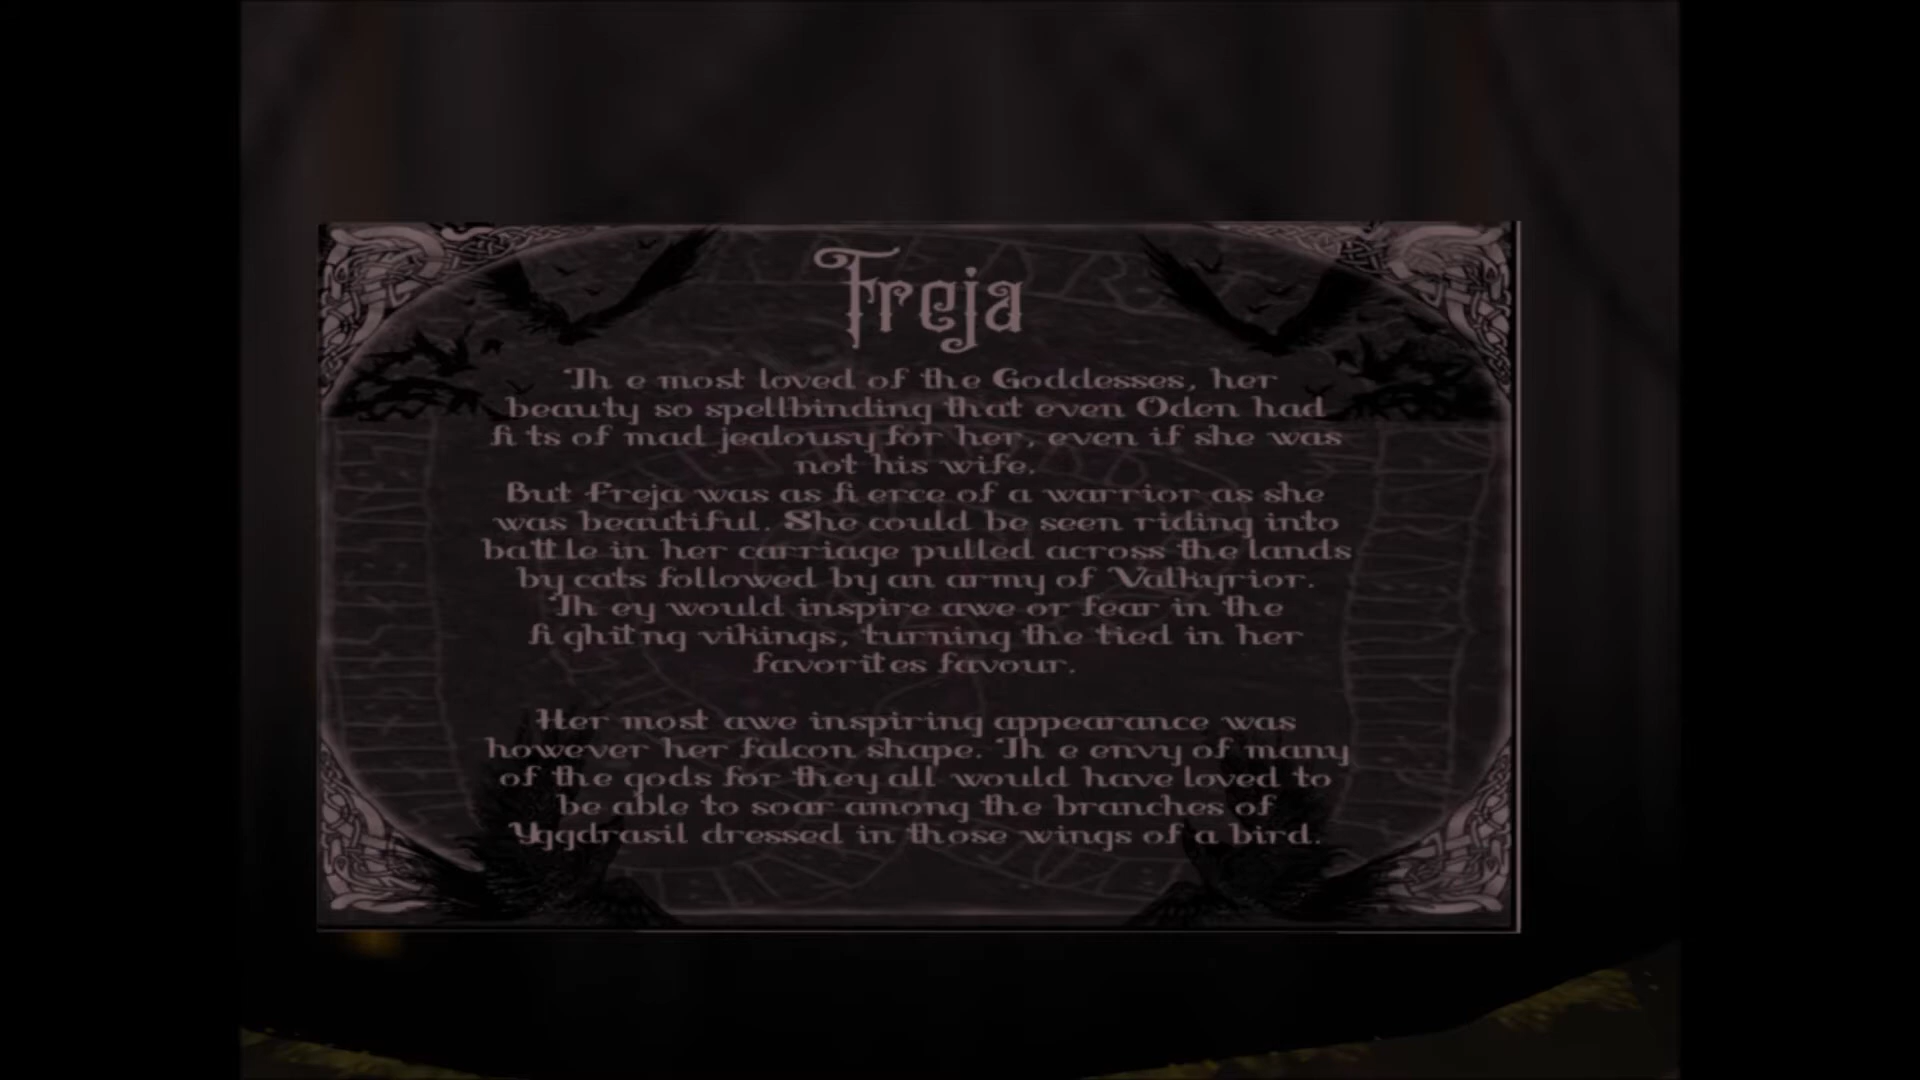 Freja
Th e most loved of the Goddesses, her
beauty so spellbinding that even Oden had
fi ts of mad jealousy for her, even if she was
not his wife.
But Freja was as fi erce of a warrior as she
was beautiful. She could be seen riding into
batt le in her carriage pulled across the lands
by cats followed by an army of Valkyrior.
Th ey would inspire awe or fear in the
fi ghit ng vikings, turning the tied in her
favorites favour.
Her most awe inspiring appearance was
however her falcon shape. Th e envy of many
of the gods for they all would have loved to
be able to soar among the branches of
Yggdrasil dressed in those wings of a bird.